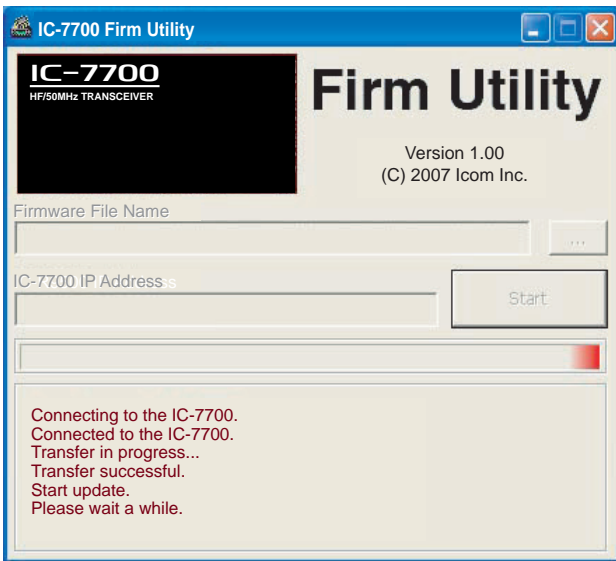 IC-7700 Firm Utility
IC-7700
HF/50MHz TRANSCEIVER
Firm Utility
Version 1.00
(C) 2007 Icom Inc.
Firmware File Name
...
IC-7700 IP Address
Start
Connecting to the IC-7700.
Connected to the IC-7700.
Transfer in progress...
Transfer successful.
Start update.
Please wait a while.